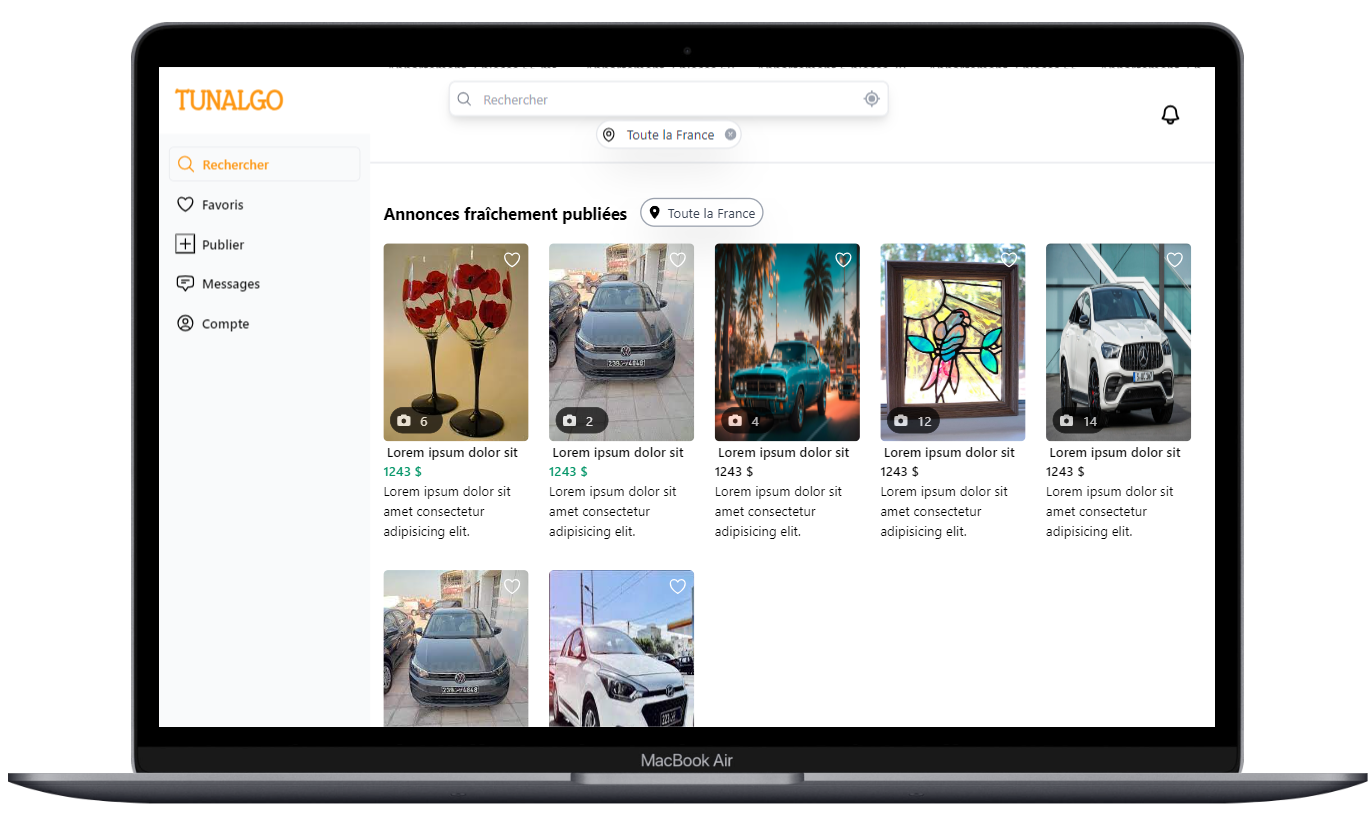 TUNALGO
Rechercher
Toute la France
Rechercher
Favoris
Publier
Messages
Compte
Annonces fraîchement publiées
Toute la France
6
2
4
12
14
Lorem ipsum dolor sit
1243 $
Lorem ipsum dolor sit
amet consectetur
adipisicing elit.
Lorem ipsum dolor sit
1243 $
Lorem ipsum dolor sit
amet consectetur
adipisicing elit.
Lorem ipsum dolor sit
1243 $
Lorem ipsum dolor sit
amet consectetur
adipisicing elit.
Lorem ipsum dolor sit
1243 $
Lorem ipsum dolor sit
amet consectetur
adipisicing elit.
Lorem ipsum dolor sit
1243 $
Lorem ipsum dolor sit
amet consectetur
adipisicing elit.
MacBook Air